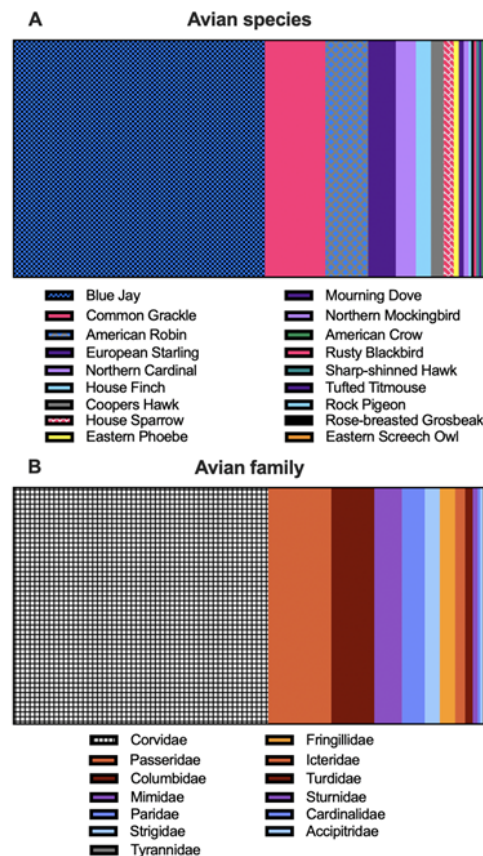 A
Avian species
Blue Jay
Common Grackle
American Robin
European Starling
Northern Cardinal
House Finch
Coopers Hawk
House Sparrow
Eastern Phoebe
Mourning Dove
Northern Mockingbird
American Crow
Rusty Blackbird
Sharp-shinned Hawk
Tufted Titmouse
Rock Pigeon
Rose-breasted Grosbeak
Eastern Screech Owl
B
Avian family
Corvidae
Passeridae
Columbidae
Mimidae
Paridae
Strigidae
Tyrannidae
Fringillidae
Icteridae
Turdidae
Sturnidae
Cardinalidae
Accipitridae